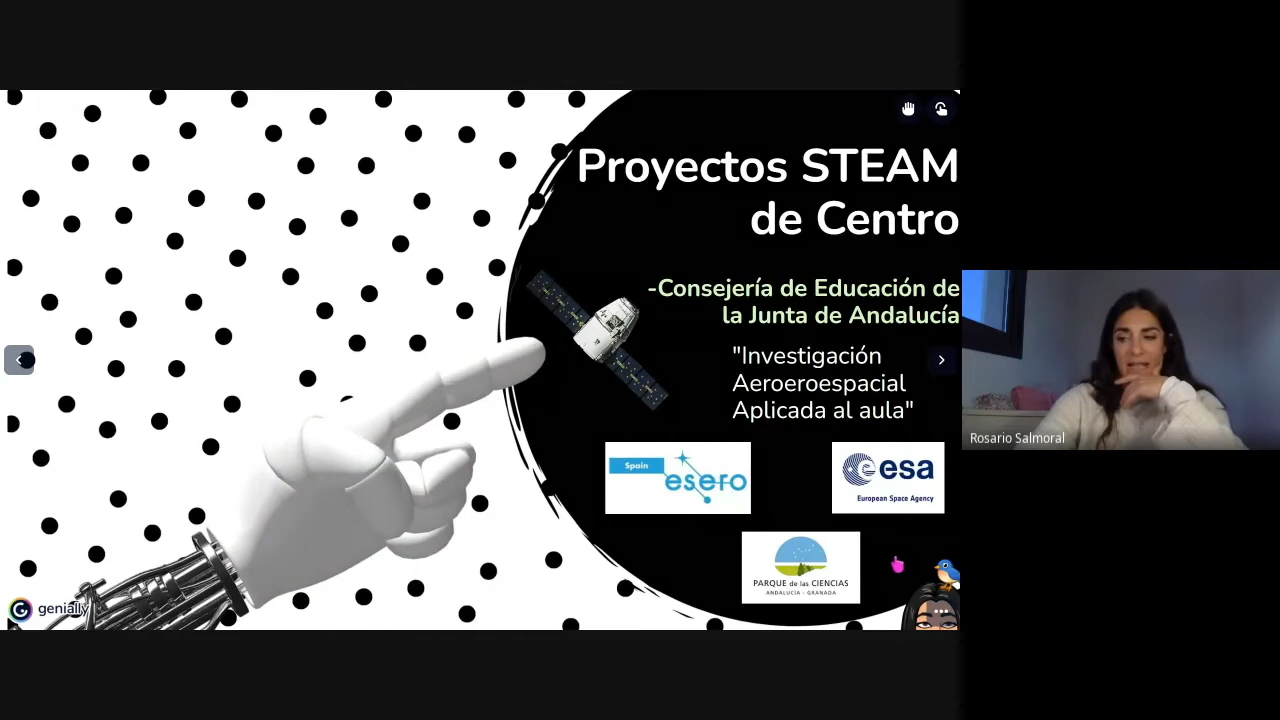 Proyectos STEAM
de Centro
-Consejería de Educación de
la Junta de Andalucía
"Investigación
Aeroeroespacial
Aplicada al aula"
Spain
esero
esa
European Space Agency
PARQUE de las CIENCIAS
ANDALUCÍA - GRANADA
genially
Rosario Salmoral